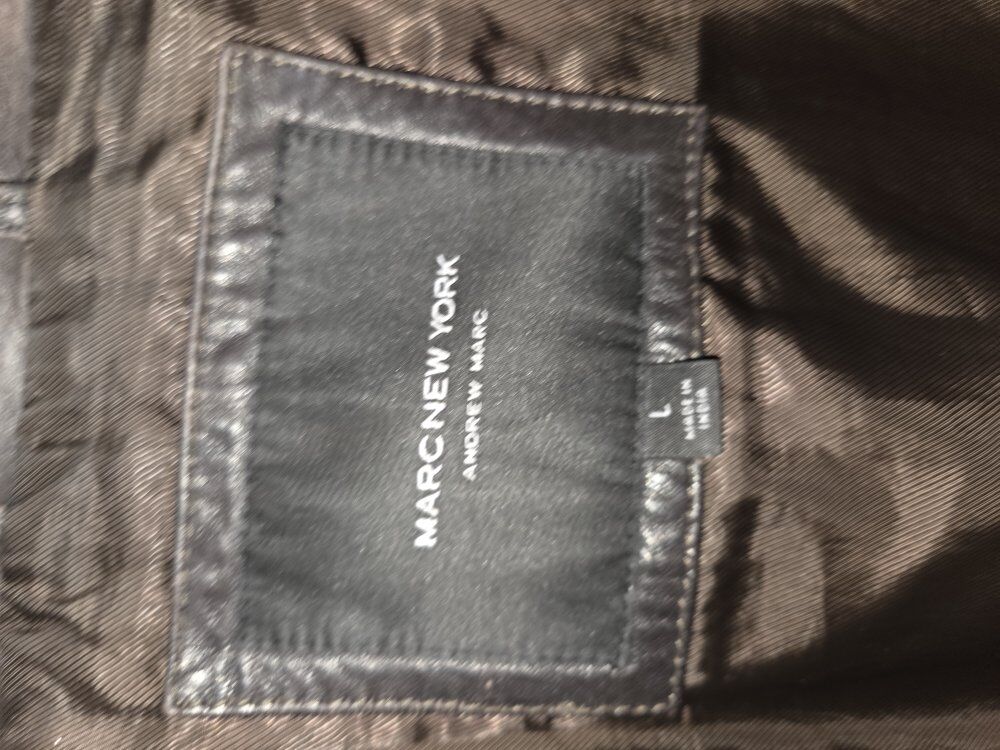 MARC NEW YORK
ANDREW MARC
L
MADE IN
INDIA